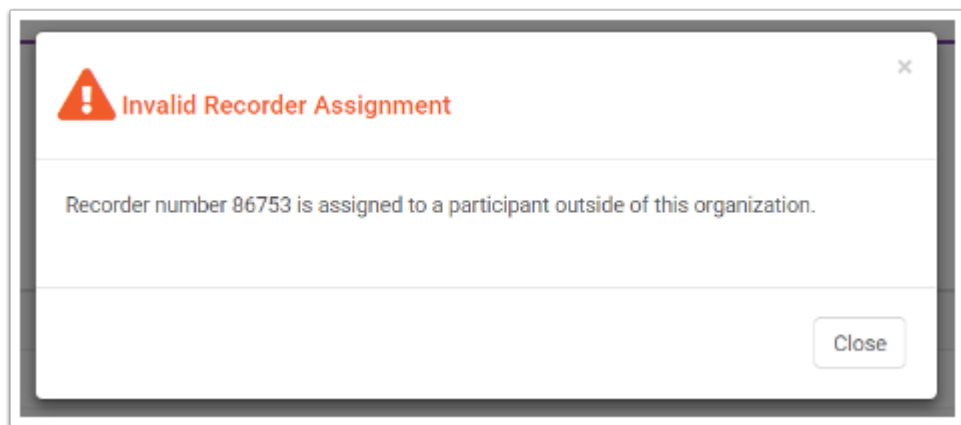 ×
Invalid Recorder Assignment
Recorder number 86753 is assigned to a participant outside of this organization.
Close